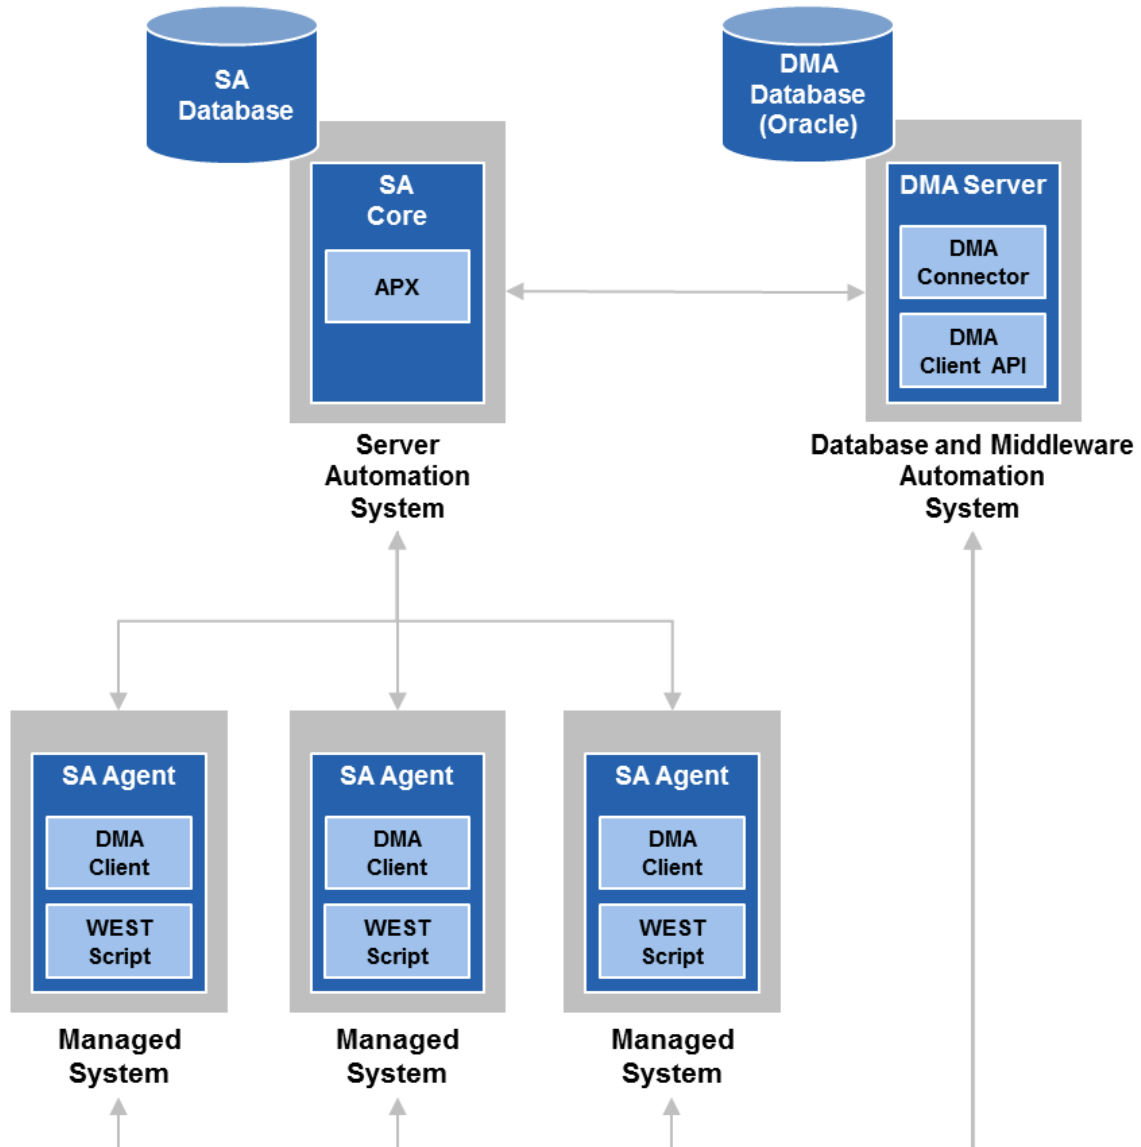 SA
Database
DMA
Database
(Oracle)
SA
Core
APX
DMA Server
DMA
Connector
DMA
Client API
Server
Automation
System
Database and Middleware
Automation
System
SA Agent
DMA
Client
WEST
Script
Managed
System
SA Agent
DMA
Client
WEST
Script
Managed
System
SA Agent
DMA
Client
WEST
Script
Managed
System